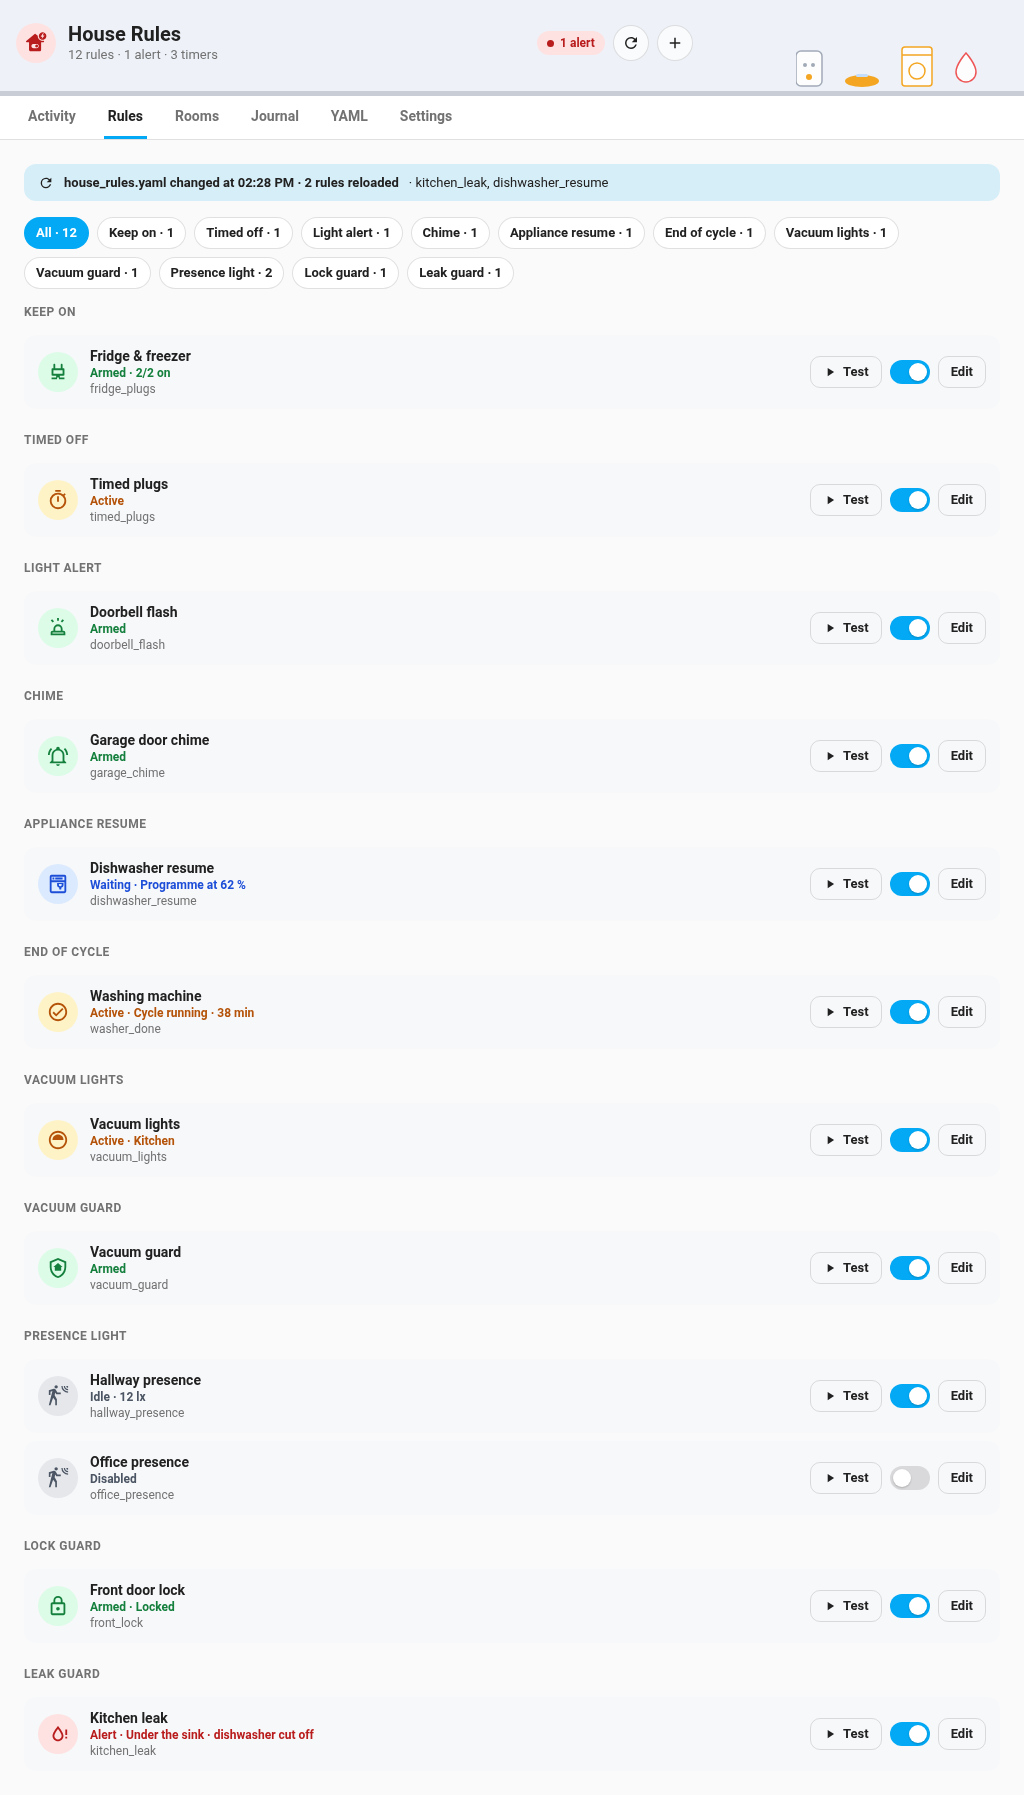 House Rules
12 rules · 1 alert · 3 timers
1 alert
Activity Rules Rooms Journal YAML Settings
house_rules.yaml changed at 02:28 PM · 2 rules reloaded · kitchen_leak, dishwasher_resume
All · 12 Keep on · 1 Timed off · 1 Light alert · 1 Chime · 1 Appliance resume · 1 End of cycle · 1 Vacuum lights · 1
Vacuum guard · 1 Presence light · 2 Lock guard · 1 Leak guard · 1
KEEP ON
Fridge & freezer
Armed · 2/2 on
fridge_plugs
Test Edit
TIMED OFF
Timed plugs
Active
timed_plugs
Test Edit
LIGHT ALERT
Doorbell flash
Armed
doorbell_flash
Test Edit
CHIME
Garage door chime
Armed
garage_chime
Test Edit
APPLIANCE RESUME
Dishwasher resume
Waiting · Programme at 62 %
dishwasher_resume
Test Edit
END OF CYCLE
Washing machine
Active · Cycle running · 38 min
washer_done
Test Edit
VACUUM LIGHTS
Vacuum lights
Active · Kitchen
vacuum_lights
Test Edit
VACUUM GUARD
Vacuum guard
Armed
vacuum_guard
Test Edit
PRESENCE LIGHT
Hallway presence
Idle · 12 lx
hallway_presence
Test Edit
Office presence
Disabled
office_presence
Test Edit
LOCK GUARD
Front door lock
Armed · Locked
front_lock
Test Edit
LEAK GUARD
Kitchen leak
Alert · Under the sink · dishwasher cut off
kitchen_leak
Test Edit